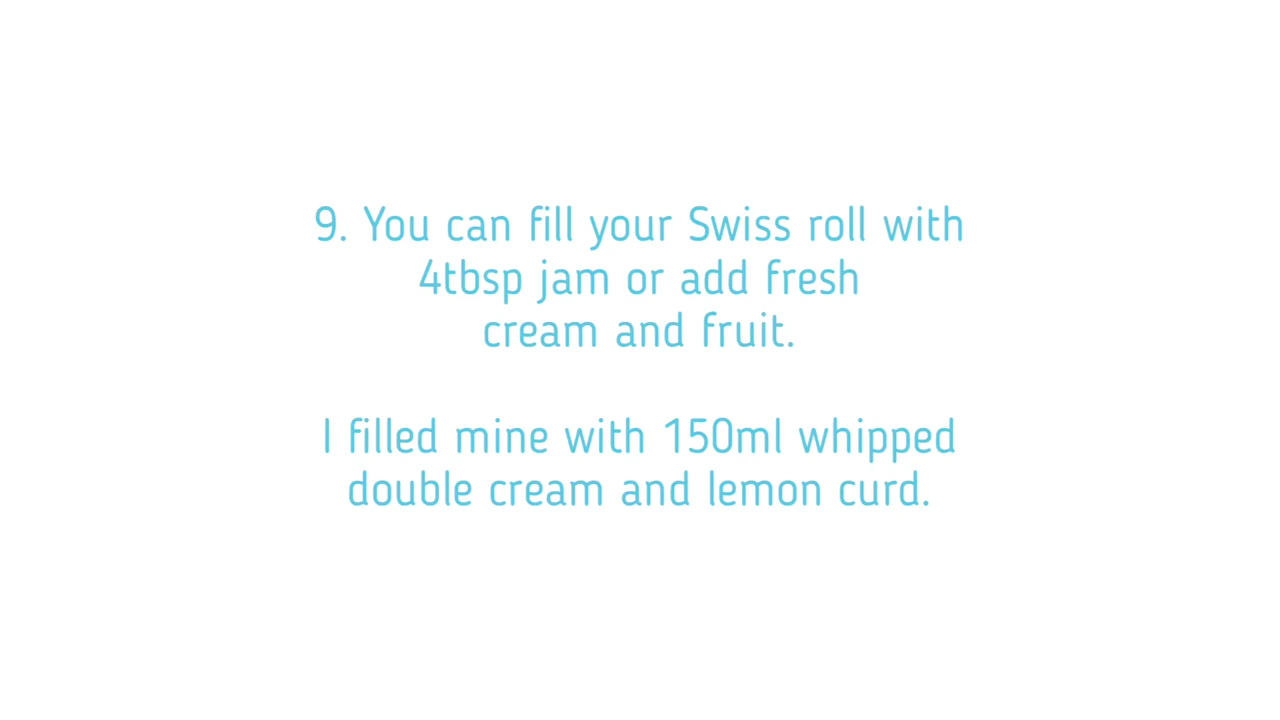 9. You can fill your Swiss roll with
4tbsp jam or add fresh
cream and fruit.
I filled mine with 150ml whipped
double cream and lemon curd.